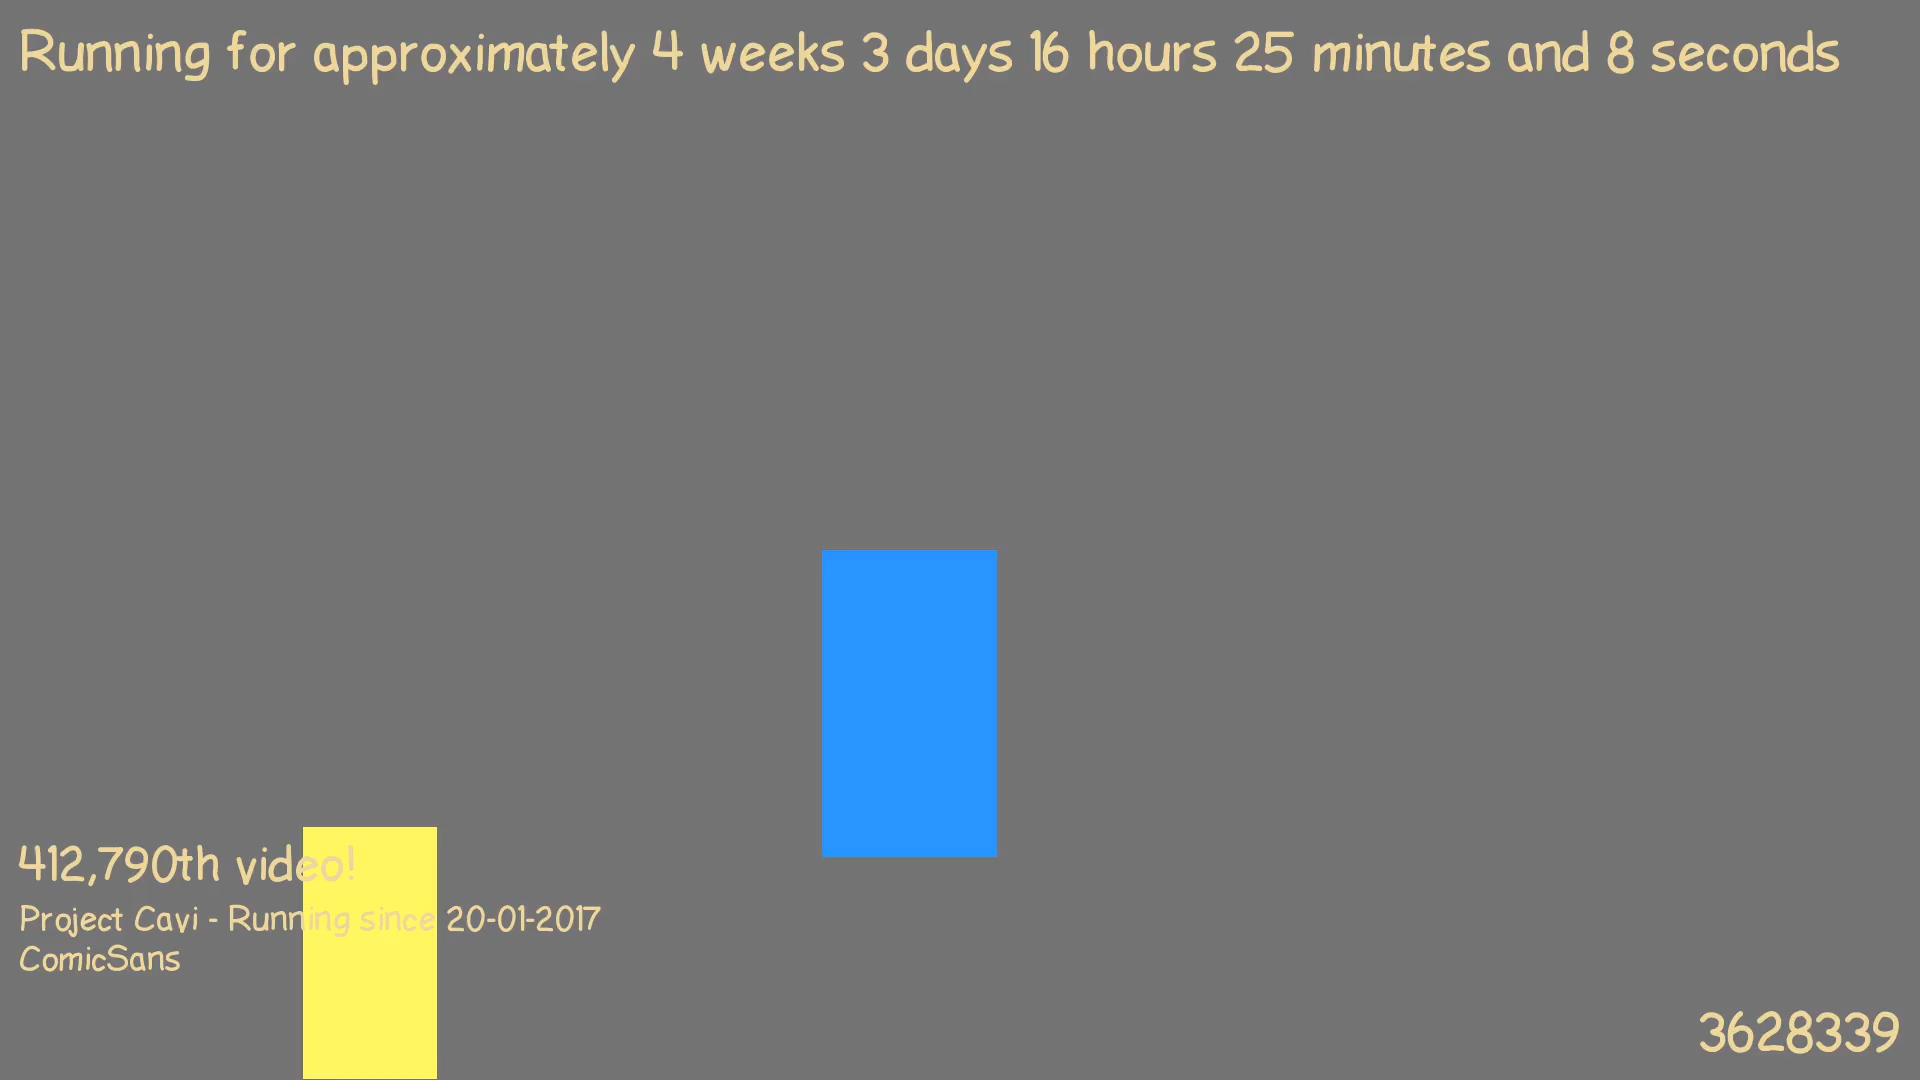 Running for approximately 4 weeks 3 days 16 hours 25 minutes and 8 seconds
412,790th video!
Project Cavi - Running since 20-01-2017
ComicSans
3628339